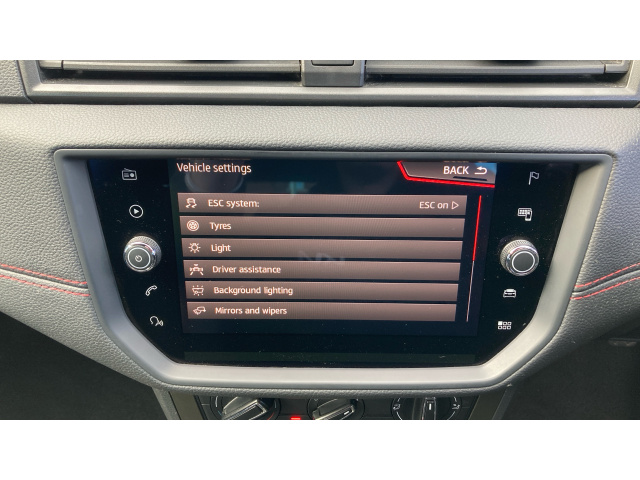 Vehicle settings
BACK
ESC system: ESC on
Tyres
Light
Driver assistance
Background lighting
Mirrors and wipers